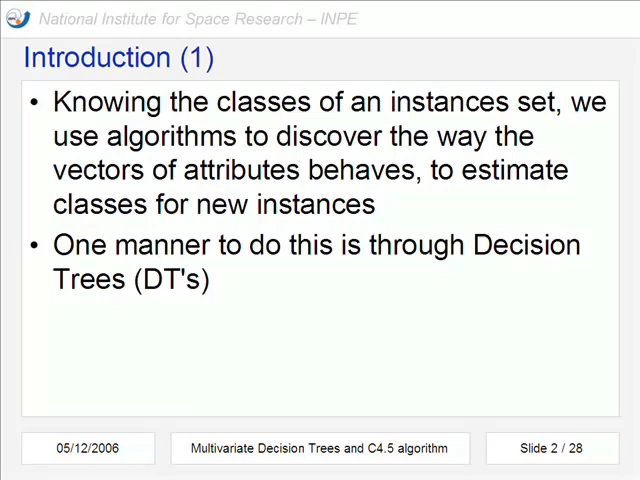 National Institute for Space Research – INPE
Introduction (1)
• Knowing the classes of an instances set, we
use algorithms to discover the way the
vectors of attributes behaves, to estimate
classes for new instances
• One manner to do this is through Decision
Trees (DT's)
05/12/2006
Multivariate Decision Trees and C4.5 algorithm
Slide 2 / 28